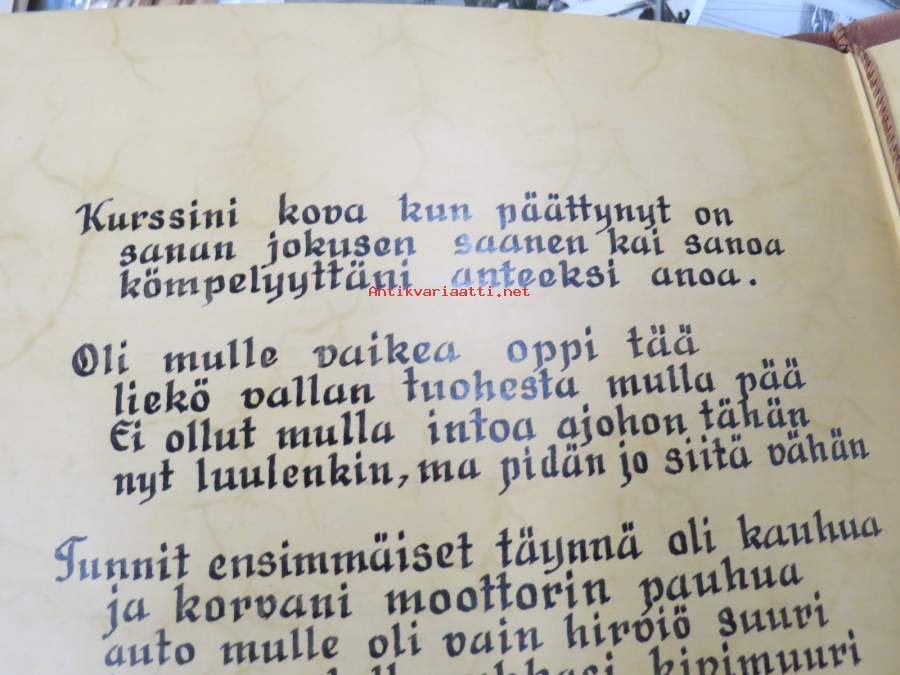 Kurssini kova kun päättynyt on
sanan jokusen saanen kai sanoa
kömpelyyttäni anteeksi anoa.
Antikvariaatti.net
Oli mulle vaikea oppi tää
liekö vallan tuohesta mulla pää
Ei ollut mulla intoa ajohon tähän
nyt luulenkin, ma pidän jo siitä vähän
Tunnit ensimmäiset täynnä oli kauhua
ja korvani moottorin pauhua
auto mulle oli vain hirviö suuri
kivimuuri